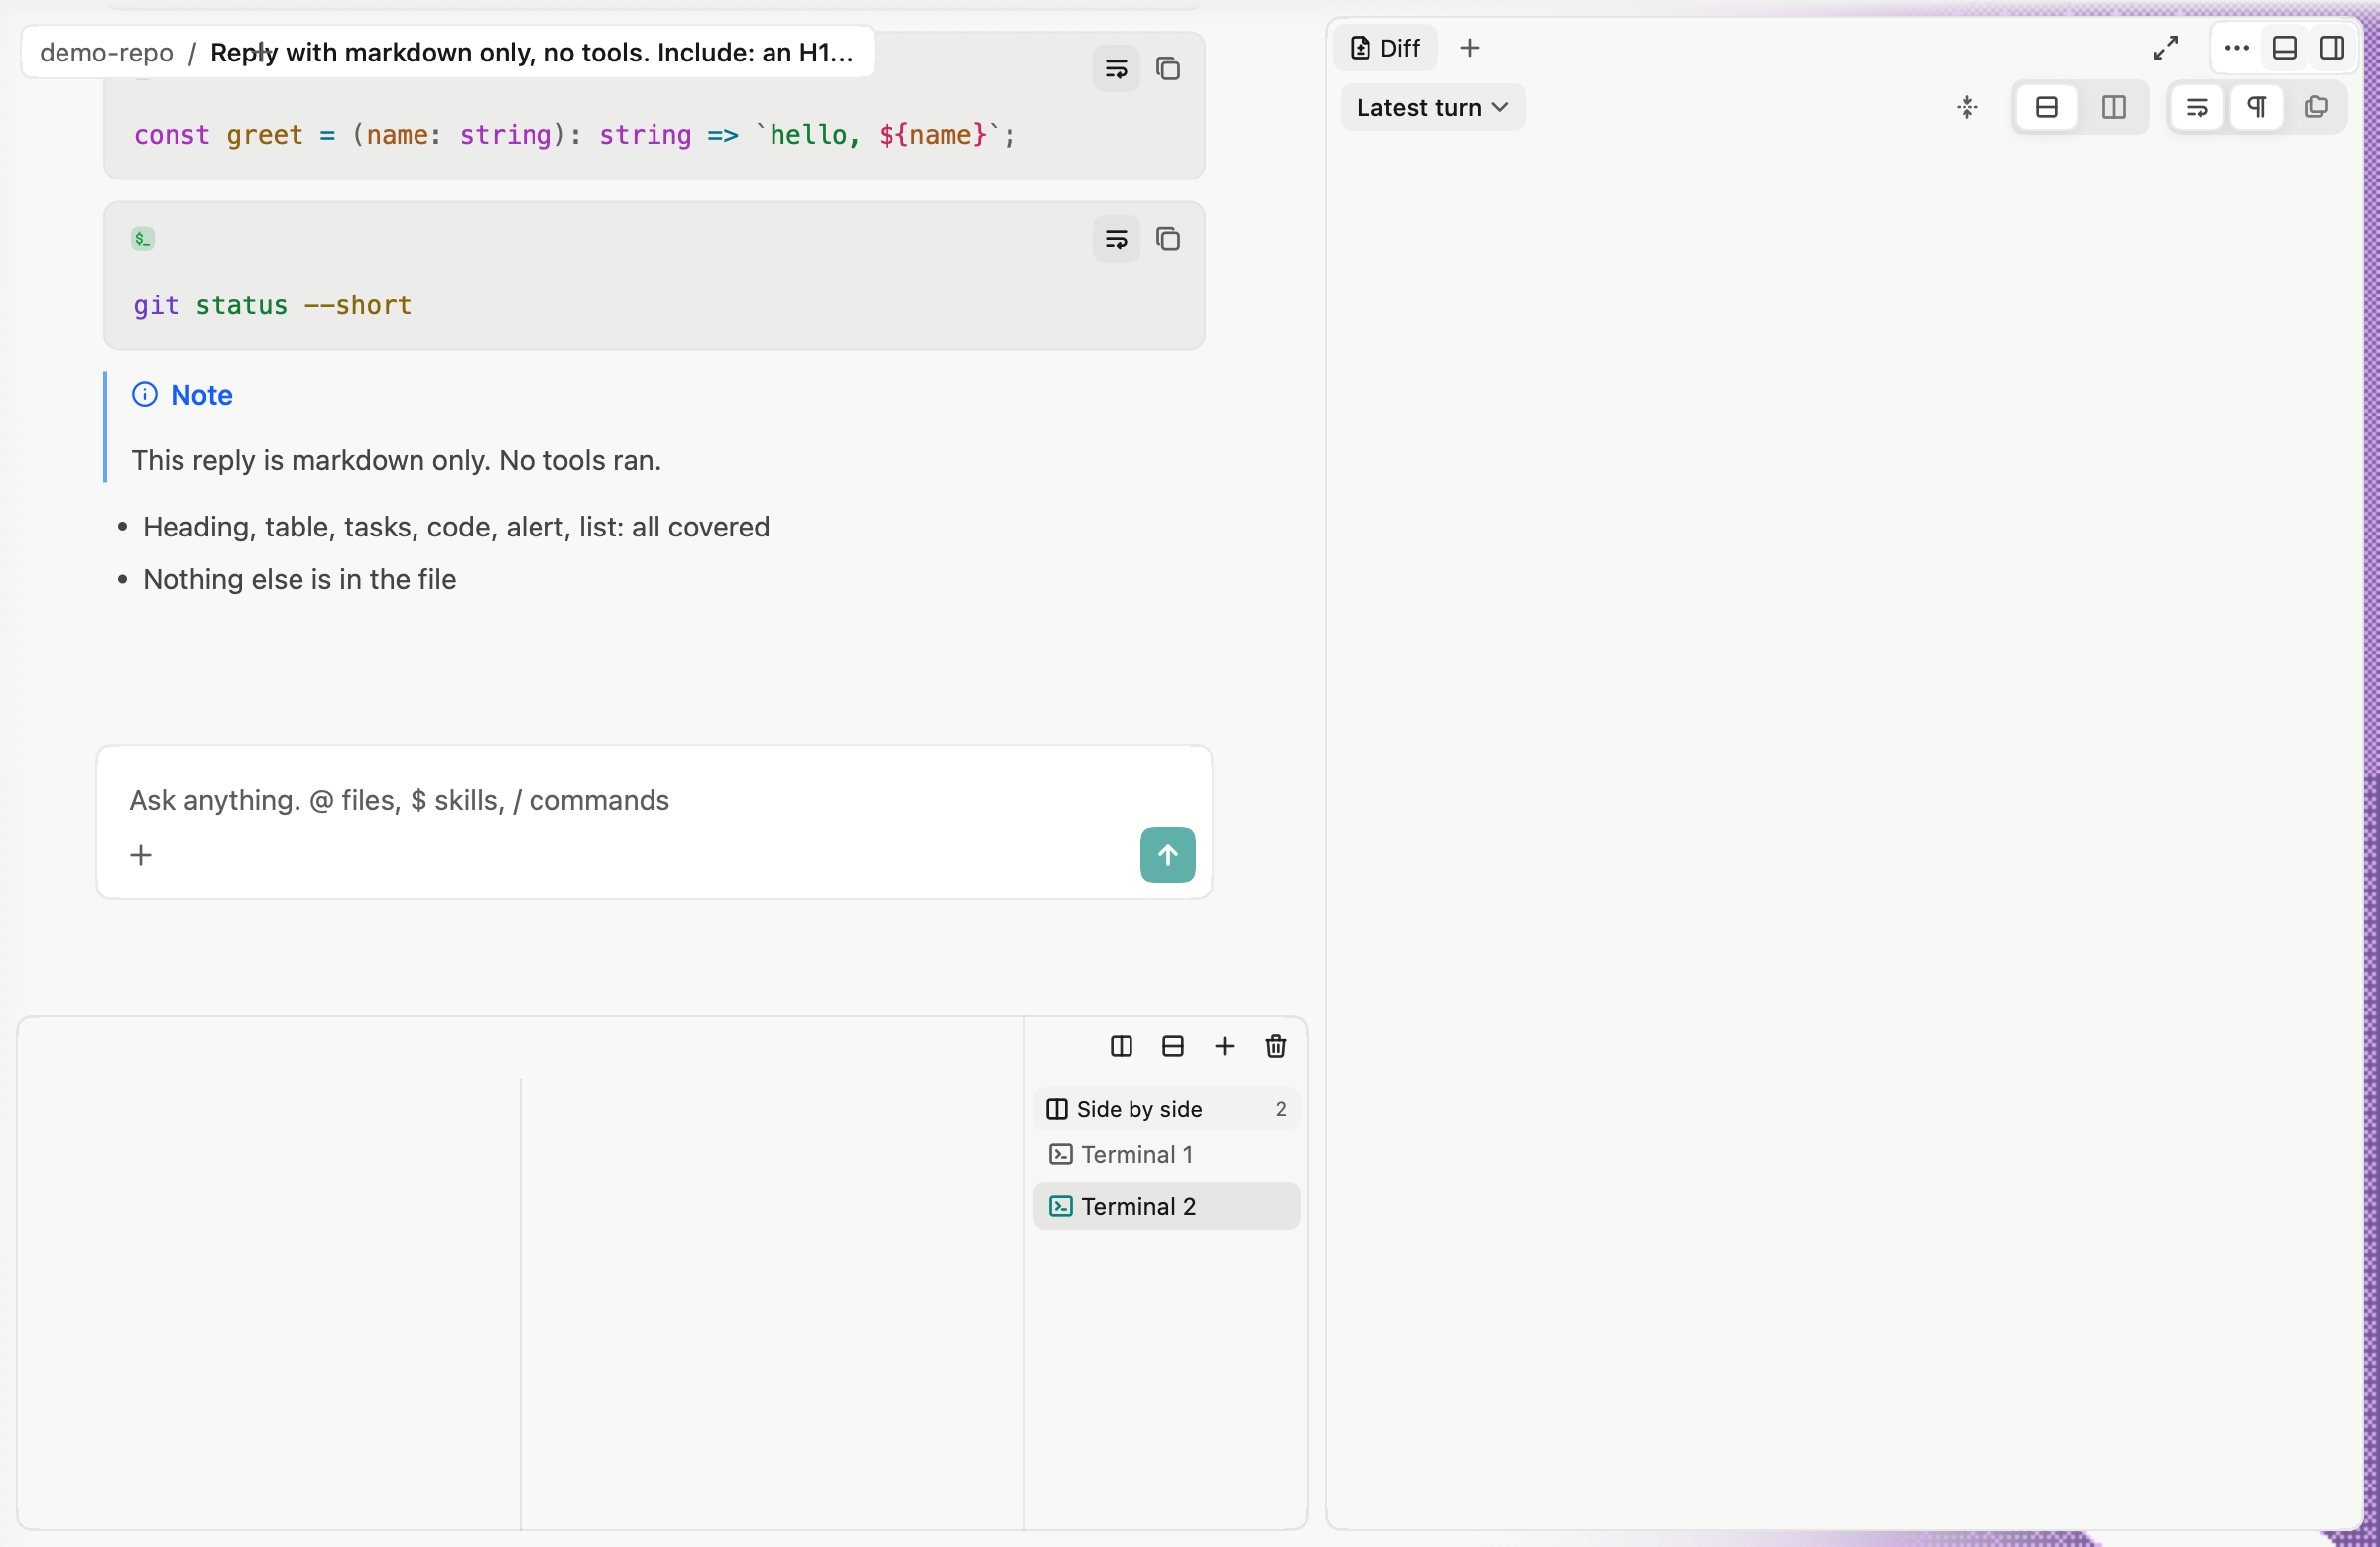 demo-repo / Reply with markdown only, no tools. Include: an H1...
const greet = (name: string): string => `hello, ${name}`;
$_
git status --short
Note
This reply is markdown only. No tools ran.
• Heading, table, tasks, code, alert, list: all covered
• Nothing else is in the file
Ask anything. @ files, $ skills, / commands
Side by side 2
Terminal 1
Terminal 2
Diff
Latest turn